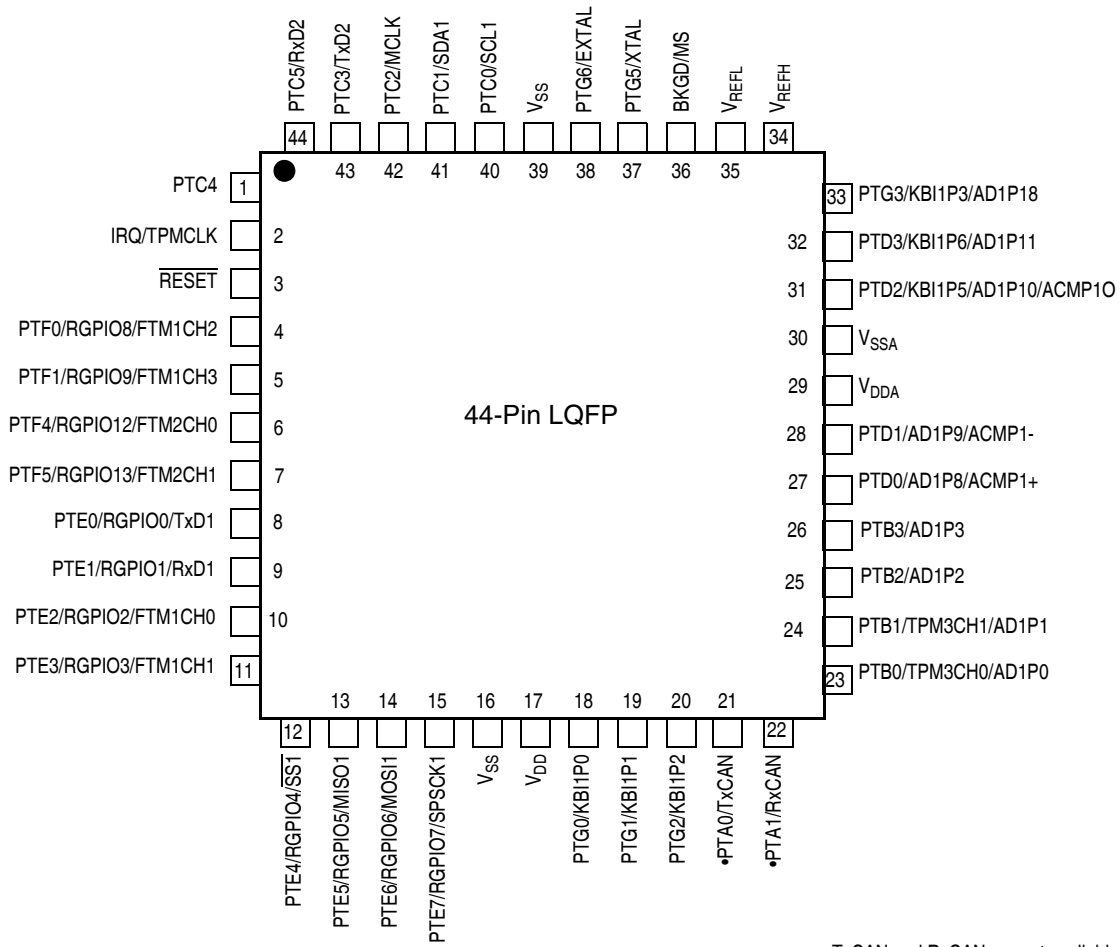 PTC5/RxD2
PTC3/TxD2
PTC2/MCLK
PTC1/SDA1
PTC0/SCL1
VSS
PTG6/EXTAL
PTG5/XTAL
BKGD/MS
VREFL
VREFH
44
43
42
41
40
39
38
37
36
35
34
PTC4
1
IRQ/TPMCLK
2
RESET
3
PTF0/RGPIO8/FTM1CH2
4
PTF1/RGPIO9/FTM1CH3
5
PTF4/RGPIO12/FTM2CH0
6
PTF5/RGPIO13/FTM2CH1
7
PTE0/RGPIO0/TxD1
8
PTE1/RGPIO1/RxD1
9
PTE2/RGPIO2/FTM1CH0
10
PTE3/RGPIO3/FTM1CH1
11
44-Pin LQFP
33 PTG3/KBI1P3/AD1P18
32 PTD3/KBI1P6/AD1P11
31 PTD2/KBI1P5/AD1P10/ACMP1O
30 VSSA
29 VDDA
28 PTD1/AD1P9/ACMP1-
27 PTD0/AD1P8/ACMP1+
26 PTB3/AD1P3
25 PTB2/AD1P2
24 PTB1/TPM3CH1/AD1P1
23 PTB0/TPM3CH0/AD1P0
12
13
14
15
16
17
18
19
20
21
22
PTE4/RGPIO4/SS1
PTE5/RGPIO5/MISO1
PTE6/RGPIO6/MOSI1
PTE7/RGPIO7/SPSCK1
VSS
VDD
PTG0/KBI1P0
PTG1/KBI1P1
PTG2/KBI1P2
•PTA0/TxCAN
•PTA1/RxCAN